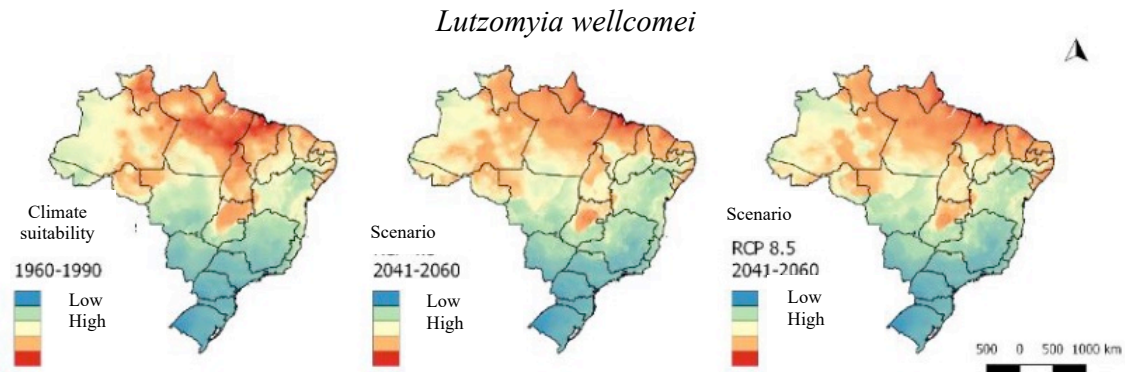 Lutzomyia wellcomei
Climate
suitability
1960-1990
Low
High
Scenario
2041-2060
Low
High
Scenario
RCP 8.5
2041-2060
Low
High
500 0 500 1000 km